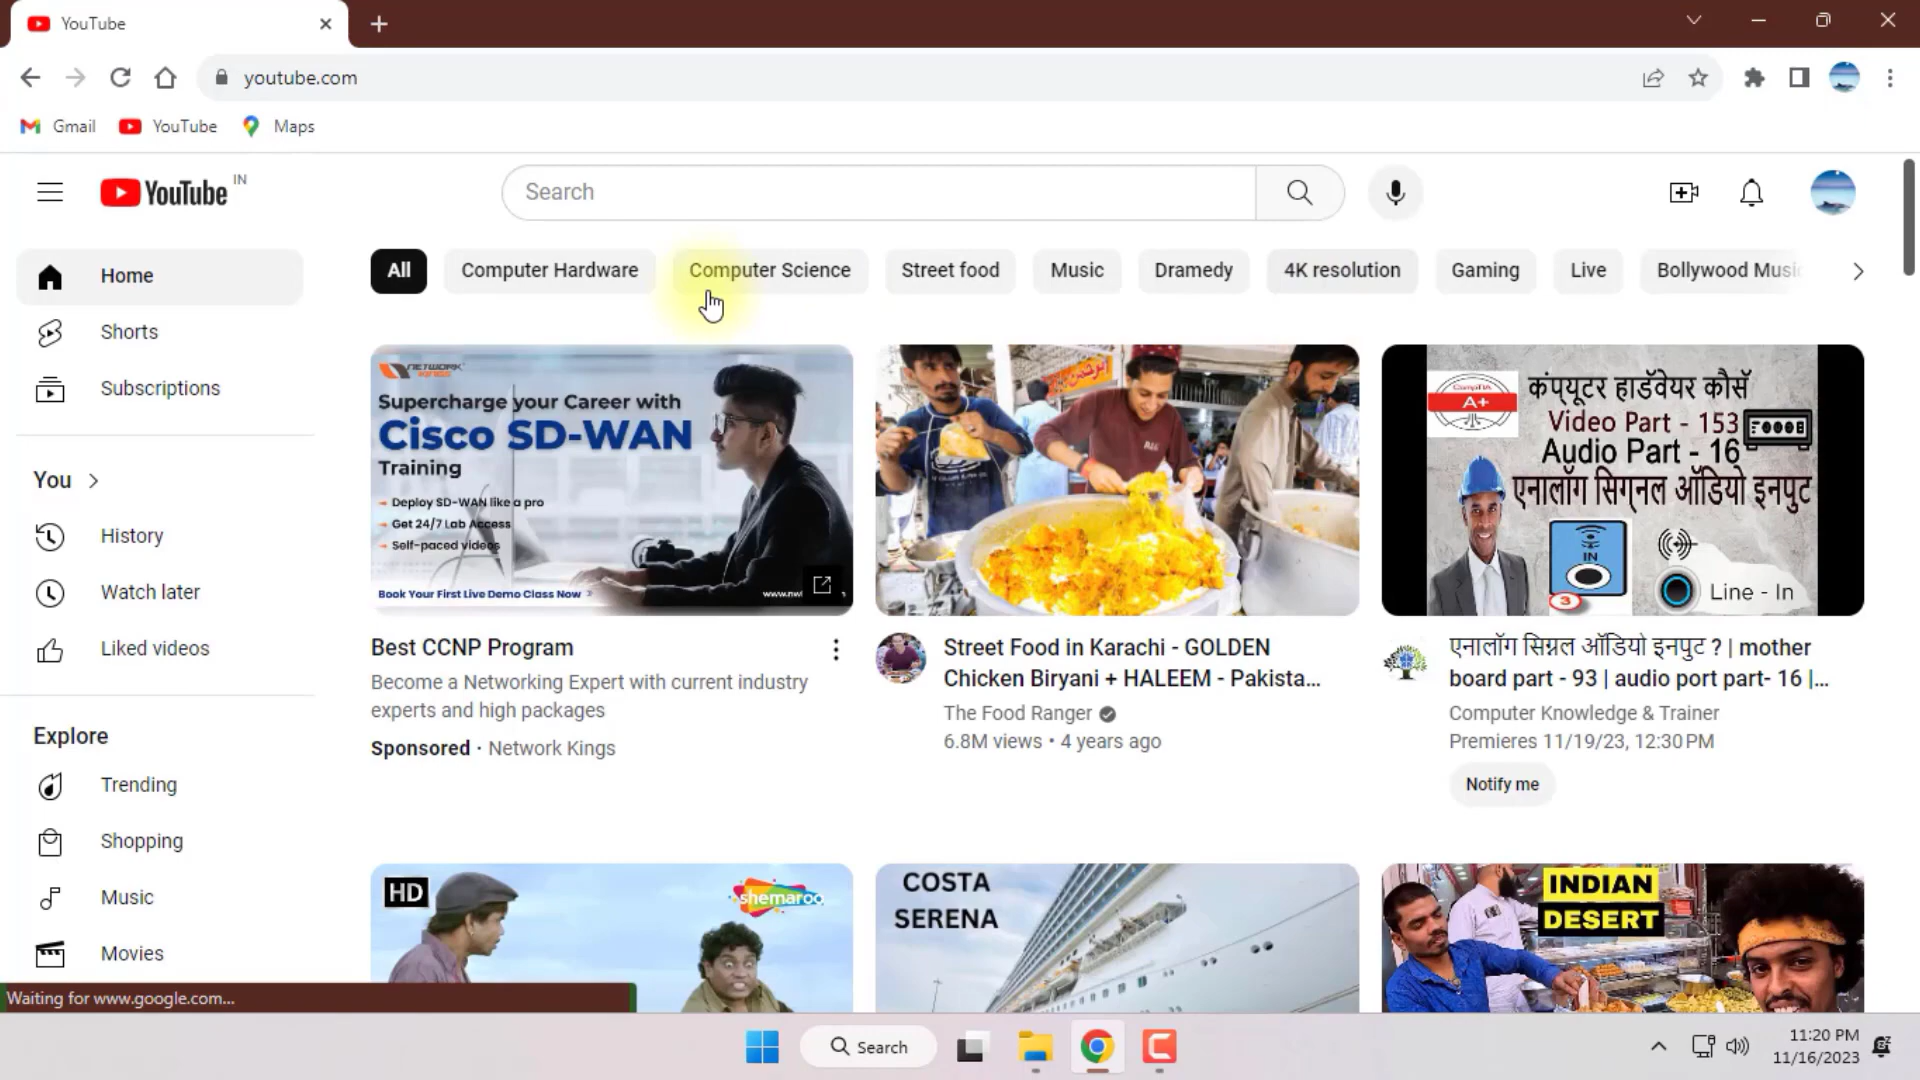 YouTube
youtube.com
Gmail YouTube Maps
YouTube IN
Search
Home
Shorts
Subscriptions
You
History
Watch later
Liked videos
Explore
Trending
Shopping
Music
Movies
All Computer Hardware Computer Science Street food Music Dramedy 4K resolution Gaming Live Bollywood Music
NETWORK KINGS
Supercharge your Career with
Cisco SD-WAN
Training
Deploy SD-WAN like a pro
Get 24/7 Lab Access
Self-paced videos
Book Your First Live Demo Class Now
Best CCNP Program
Become a Networking Expert with current industry
experts and high packages
Sponsored · Network Kings
Street Food in Karachi - GOLDEN
Chicken Biryani + HALEEM - Pakista...
The Food Ranger
6.8M views • 4 years ago
CompTIA
A+
कंप्यूटर हार्डवेयर कौर्स
Video Part - 153
Audio Part - 16
एनालॉग सिग्नल ऑडियो इनपुट
IN
3
Line - In
एनालॉग सिग्नल ऑडियो इनपुट ? | mother
board part - 93 | audio port part- 16 |...
Computer Knowledge & Trainer
Premieres 11/19/23, 12:30 PM
Notify me
HD
shemaroo
COSTA
SERENA
INDIAN
DESERT
Waiting for www.google.com...
Search
11:20 PM
11/16/2023